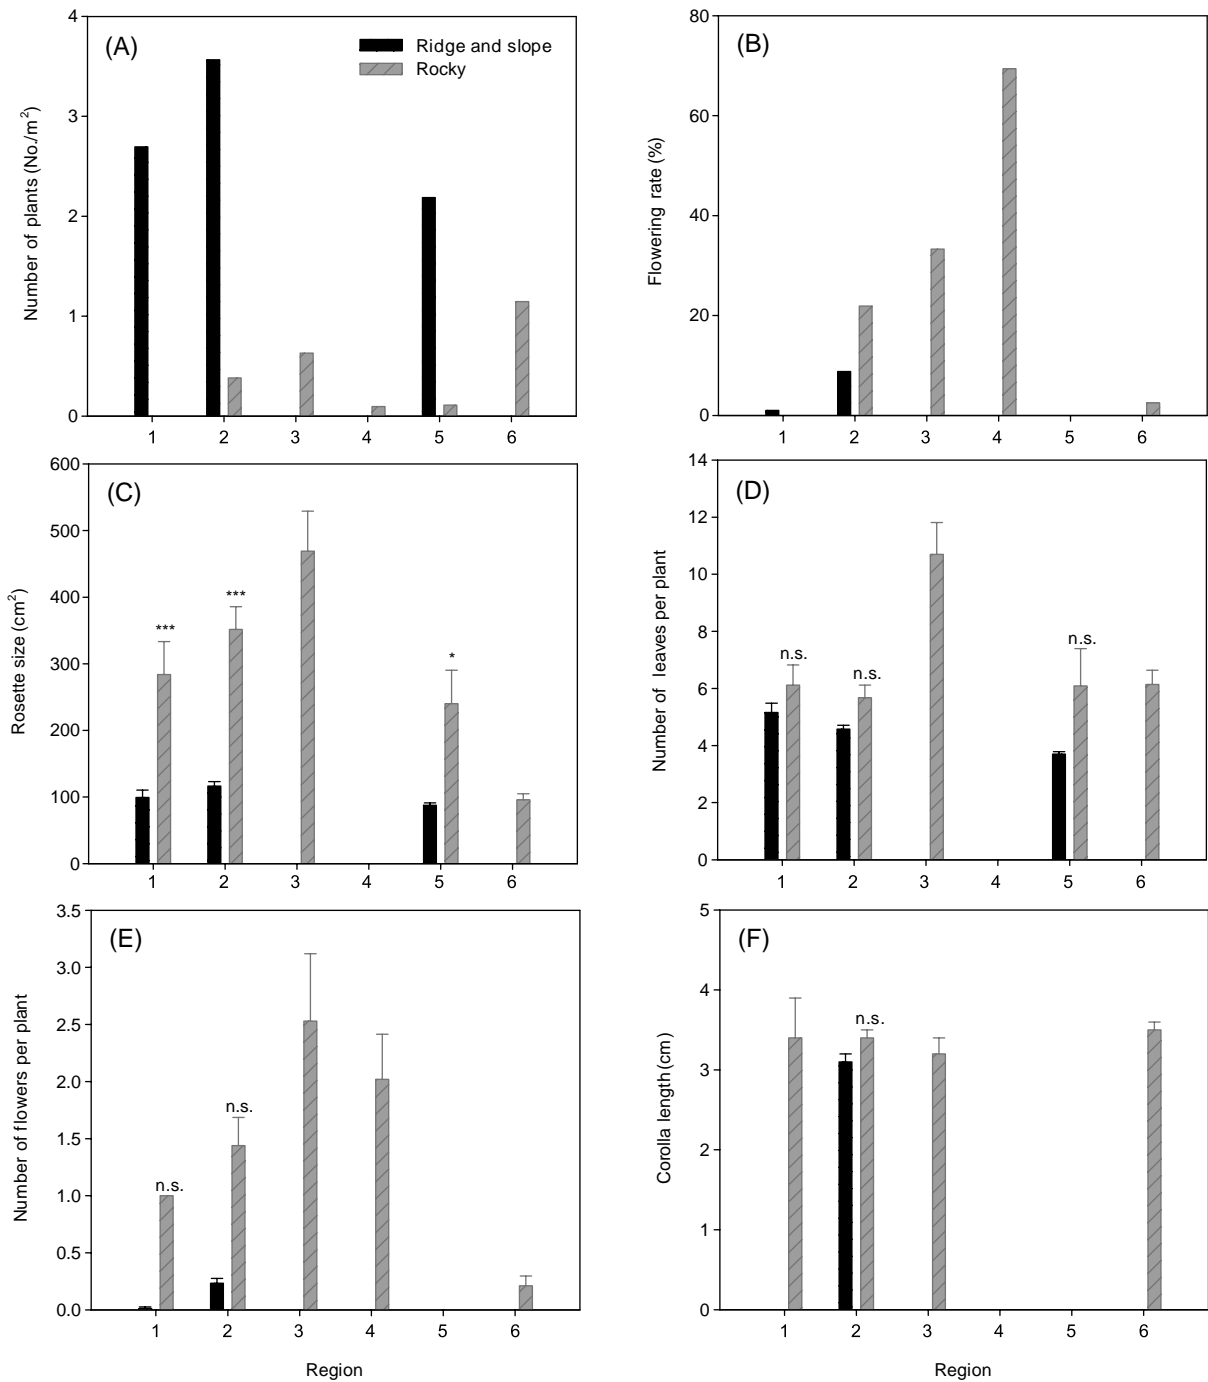 (A)
Ridge and slope
Rocky
Number of plants (No./m²)
4
3
2
1
0
1 2 3 4 5 6
(B)
Flowering rate (%)
80
60
40
20
0
1 2 3 4 5 6
(C)
Rosette size (cm²)
600
500
400
300
200
100
0
***
***
*
1 2 3 4 5 6
(D)
Number of leaves per plant
14
12
10
8
6
4
2
0
n.s.
n.s.
n.s.
1 2 3 4 5 6
(E)
Number of flowers per plant
3.5
3.0
2.5
2.0
1.5
1.0
0.5
0.0
n.s.
n.s.
1 2 3 4 5 6
Region
(F)
Corolla length (cm)
5
4
3
2
1
0
n.s.
1 2 3 4 5 6
Region